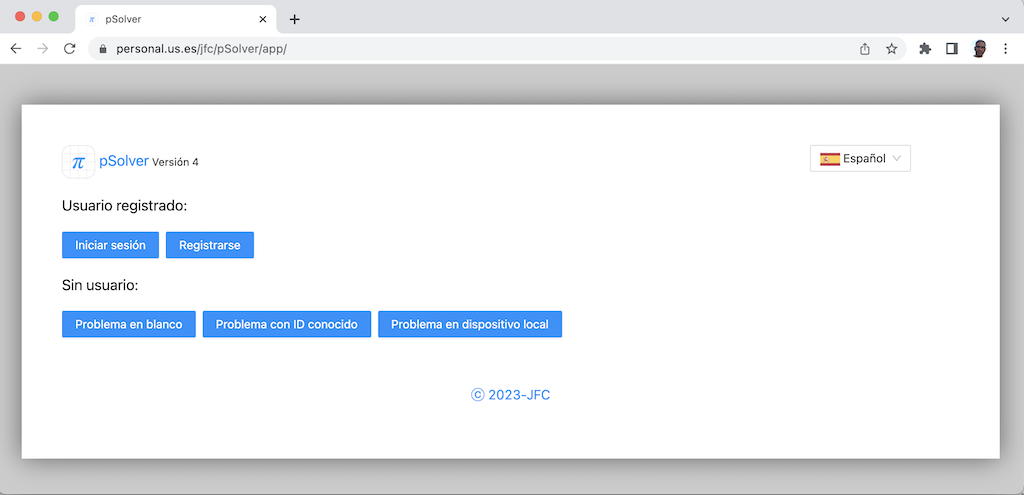 pSolver
personal.us.es/jfc/pSolver/app/
π pSolver Versión 4
Español
Usuario registrado:
Iniciar sesión Registrarse
Sin usuario:
Problema en blanco Problema con ID conocido Problema en dispositivo local
© 2023-JFC